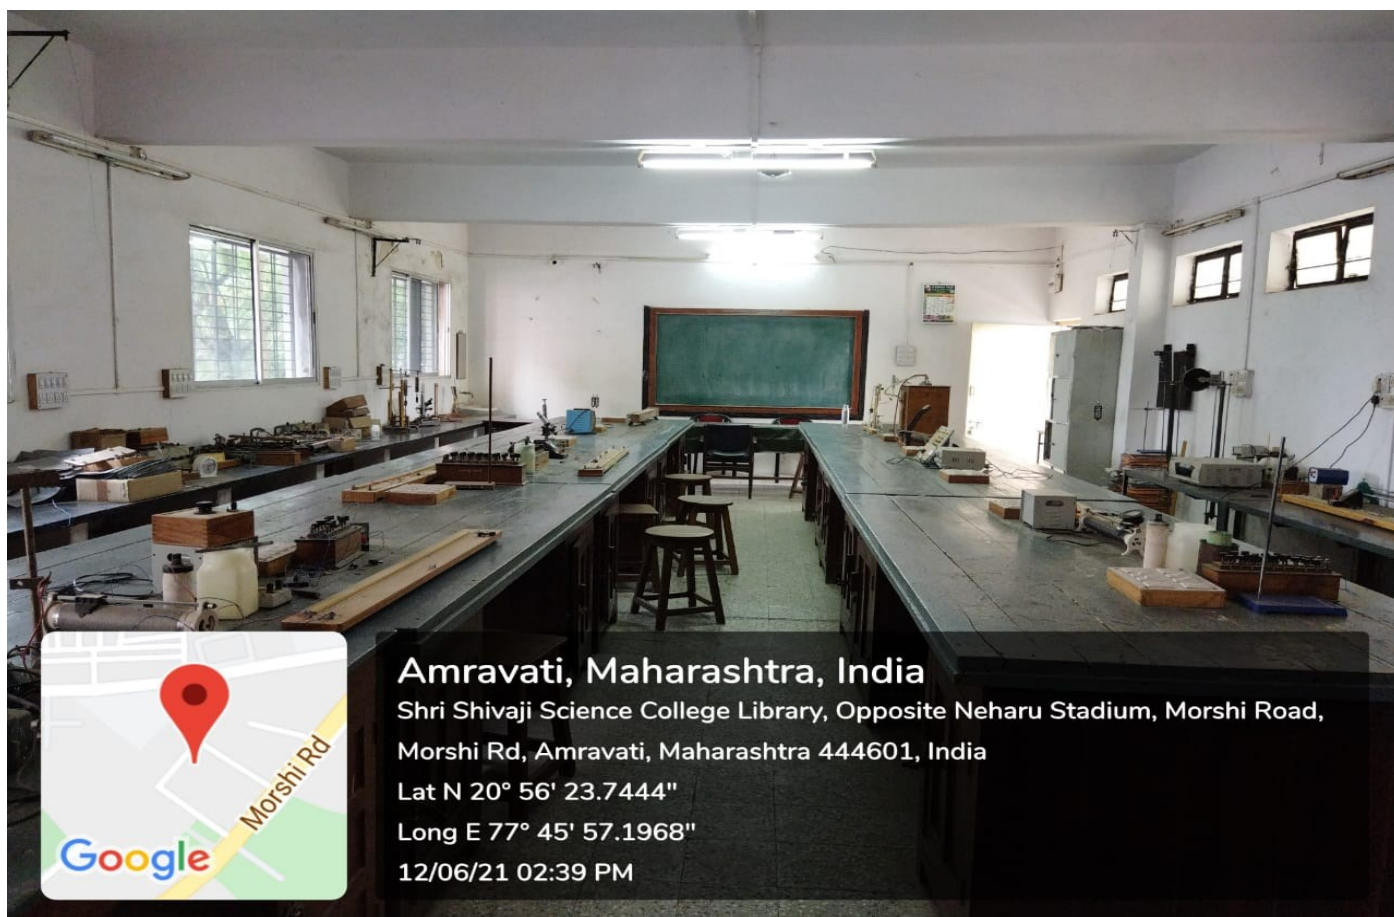 Amravati, Maharashtra, India
Shri Shivaji Science College Library, Opposite Neharu Stadium, Morshi Road,
Morshi Rd, Amravati, Maharashtra 444601, India
Lat N 20° 56' 23.7444"
Long E 77° 45' 57.1968"
12/06/21 02:39 PM
Morshi Rd
Google